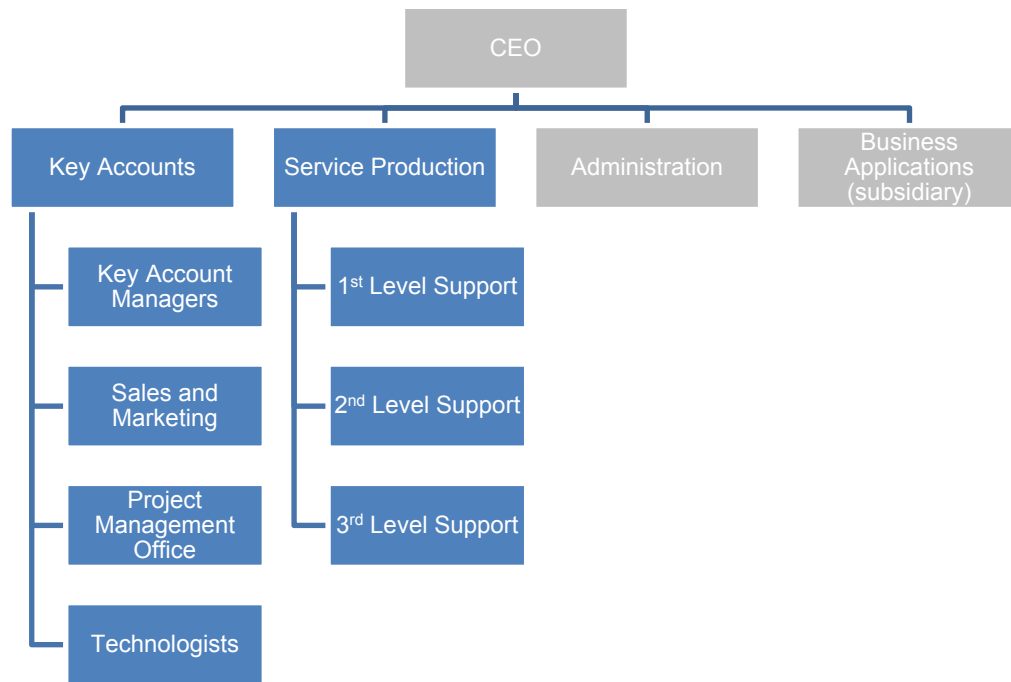 CEO
Key Accounts
Service Production
Administration
Business
Applications
(subsidiary)
Key Account
Managers
Sales and
Marketing
Project
Management
Office
Technologists
1st Level Support
2nd Level Support
3rd Level Support